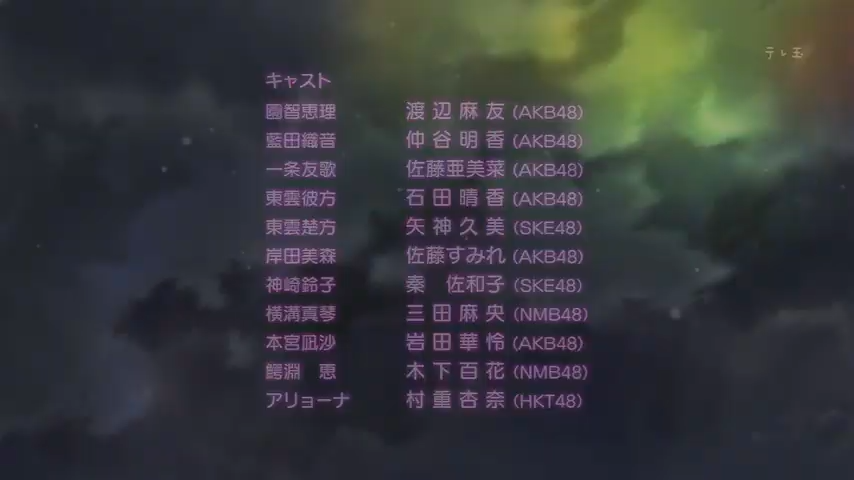 テレ玉
キャスト
園智恵理 渡辺麻友 (AKB48)
藍田織音 仲谷明香 (AKB48)
一条友歌 佐藤亜美菜 (AKB48)
東雲彼方 石田晴香 (AKB48)
東雲楚方 矢神久美 (SKE48)
岸田美森 佐藤すみれ (AKB48)
神崎鈴子 秦 佐和子 (SKE48)
横溝真琴 三田麻央 (NMB48)
本宮凪沙 岩田華怜 (AKB48)
鰐淵 恵 木下百花 (NMB48)
アリョーナ 村重杏奈 (HKT48)